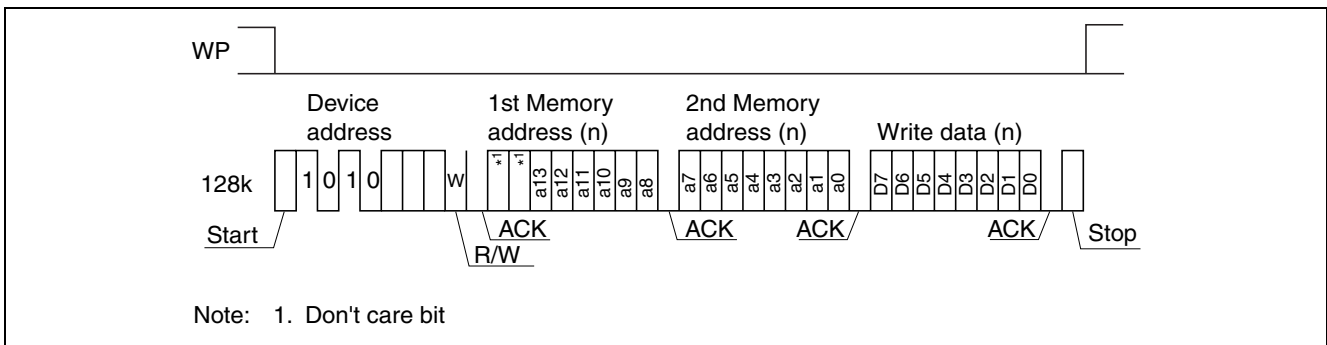 WP
Device address
1st Memory address (n)
2nd Memory address (n)
Write data (n)
128k
1 0 1 0 W *1 *1 a13 a12 a11 a10 a9 a8 a7 a6 a5 a4 a3 a2 a1 a0 D7 D6 D5 D4 D3 D2 D1 D0
Start
R/W
ACK
ACK
ACK
ACK
Stop
Note: 1. Don't care bit